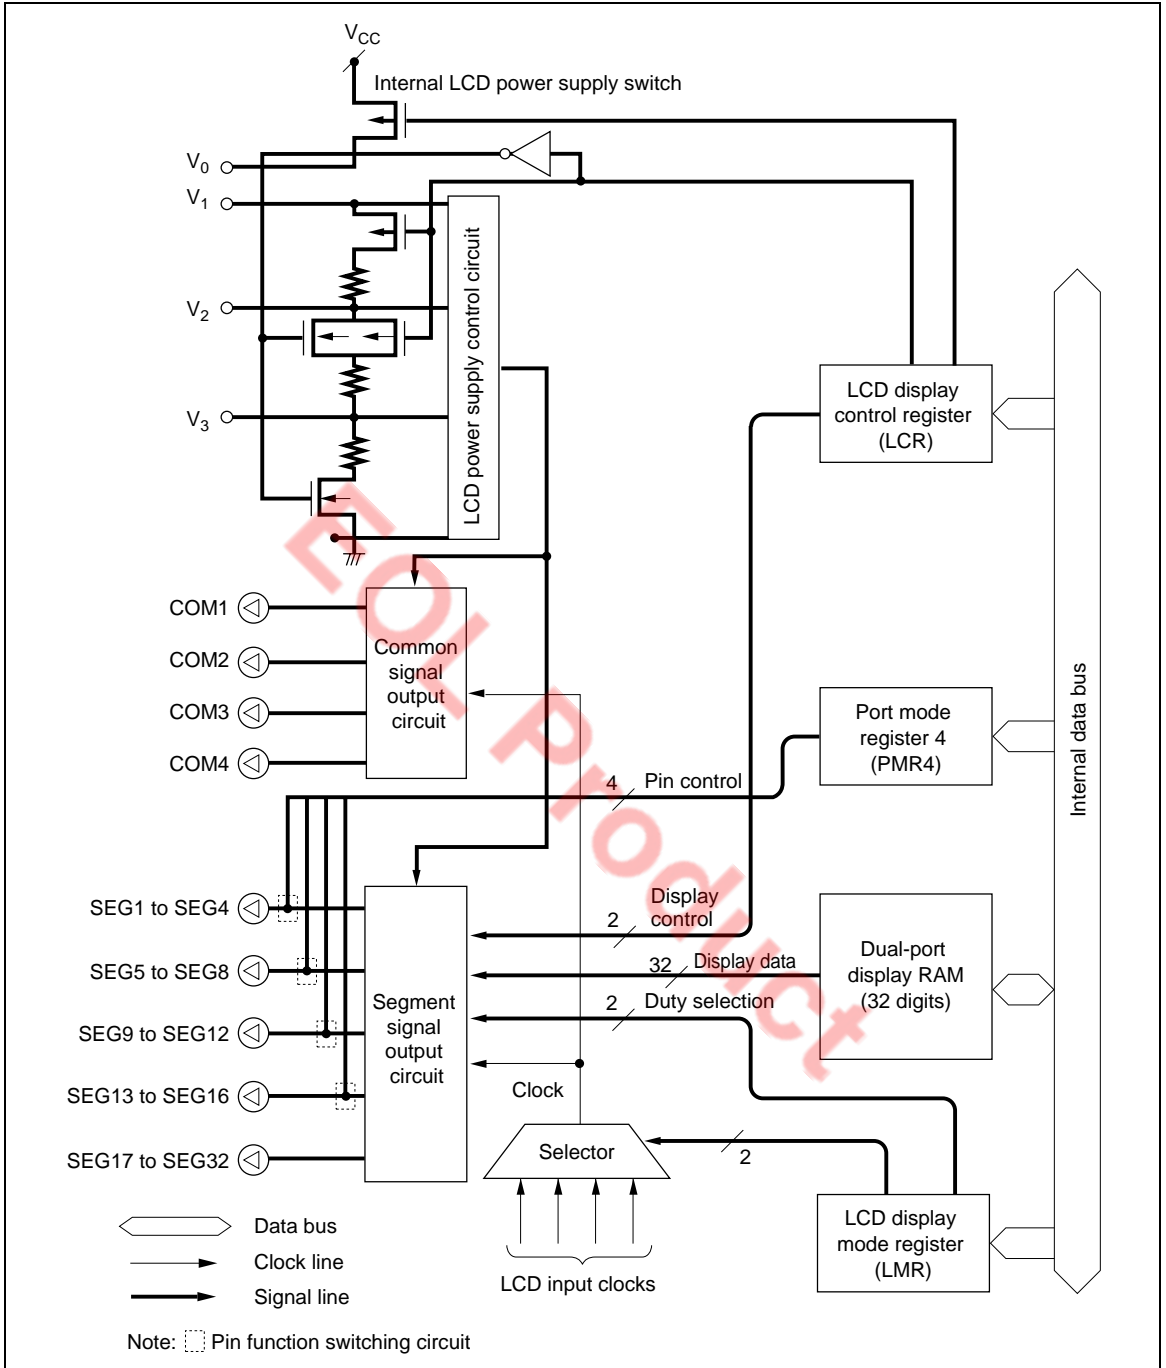 VCC
Internal LCD power supply switch
V0
V1
V2
V3
LCD power supply control circuit
LCD display
control register
(LCR)
Internal data bus
COM1
COM2
COM3
COM4
Common
signal
output
circuit
Port mode
register 4
(PMR4)
4
Pin control
SEG1 to SEG4
SEG5 to SEG8
SEG9 to SEG12
SEG13 to SEG16
SEG17 to SEG32
Segment
signal
output
circuit
2
Display
control
32
Display data
2
Duty selection
Dual-port
display RAM
(32 digits)
Clock
Selector
2
LCD input clocks
LCD display
mode register
(LMR)
Data bus
Clock line
Signal line
Note: Pin function switching circuit
EOL Product